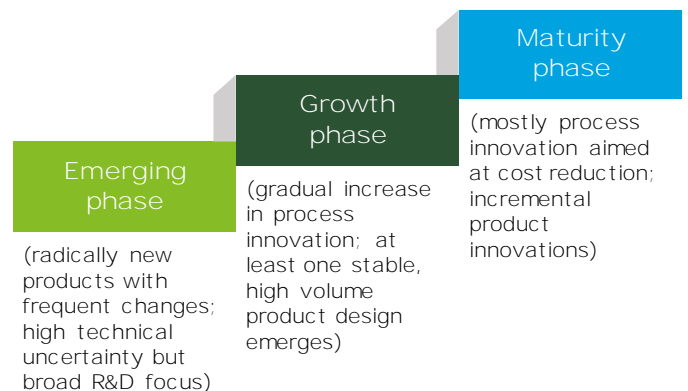 Emerging
phase
(radically new
products with
frequent changes;
high technical
uncertainty but
broad R&D focus)
Growth
phase
(gradual increase
in process
innovation; at
least one stable,
high volume
product design
emerges)
Maturity
phase
(mostly process
innovation aimed
at cost reduction;
incremental
product
innovations)